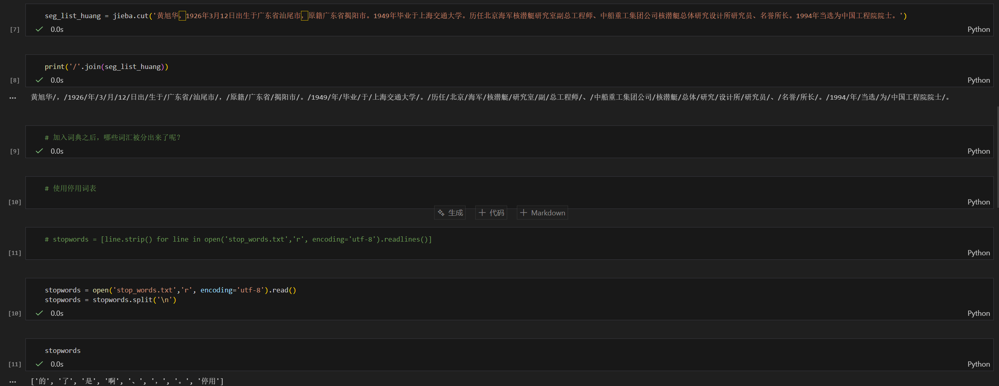 seg_list_huang = jieba.cut('黄旭华，1926年3月12日出生于广东省汕尾市，原籍广东省揭阳市。1949年毕业于上海交通大学。历任北京海军核潜艇研究室副总工程师、中船重工集团公司核潜艇总体研究设计所研究员、名誉所长。1994年当选为中国工程院院士。')
[7] 0.0s Python
print('/'.join(seg_list_huang))
[8] 0.0s Python
... 黄旭华/，/1926/年/3/月/12/日出/生于/广东省/汕尾市/，/原籍/广东省/揭阳市/。/1949/年/毕业/于/上海交通大学/。/历任/北京/海军/核潜艇/研究室/副/总工程师/、/中船重工集团公司/核潜艇/总体/研究/设计所/研究员/、/名誉/所长/。/1994/年/当选/为/中国工程院院士/。
# 加入词典之后，哪些词汇被分出来了呢？
[9] 0.0s Python
# 使用停用词表
[10] Python
生成 代码 Markdown
# stopwords = [line.strip() for line in open('stop_words.txt','r', encoding='utf-8').readlines()]
[11] Python
stopwords = open('stop_words.txt','r', encoding='utf-8').read()
stopwords = stopwords.split('\n')
[10] 0.0s Python
stopwords
[11] 0.0s Python
... ['的', '了', '是', '啊', '、', '，', '。', '停用']